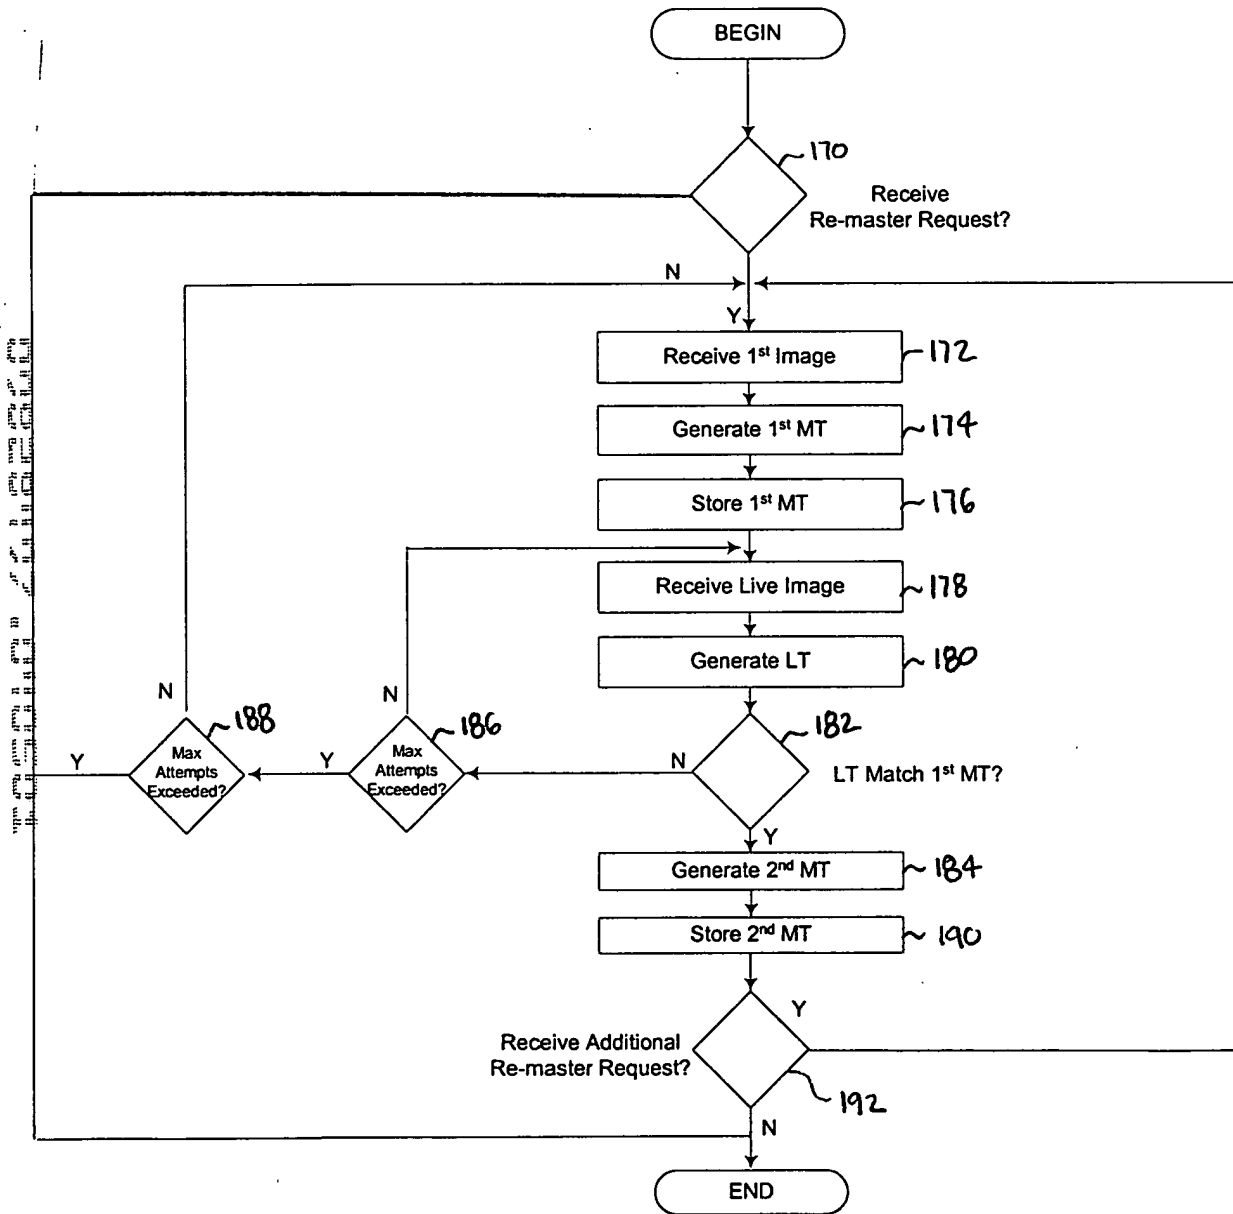 BEGIN
170
Receive
Re-master Request?
N
Y
Receive 1st Image
172
Generate 1st MT
174
Store 1st MT
176
Receive Live Image
178
Generate LT
180
N
188
N
186
182
Y
Max
Attempts
Exceeded?
Y
Max
Attempts
Exceeded?
N
LT Match 1st MT?
Y
Generate 2nd MT
184
Store 2nd MT
190
Y
Receive Additional
Re-master Request?
192
N
END